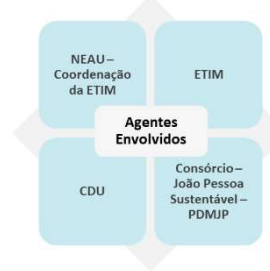 NEAU –
Coordenação
da ETIM
ETIM
Agentes
Envolvidos
CDU
Consórcio –
João Pessoa
Sustentável –
PDMJP